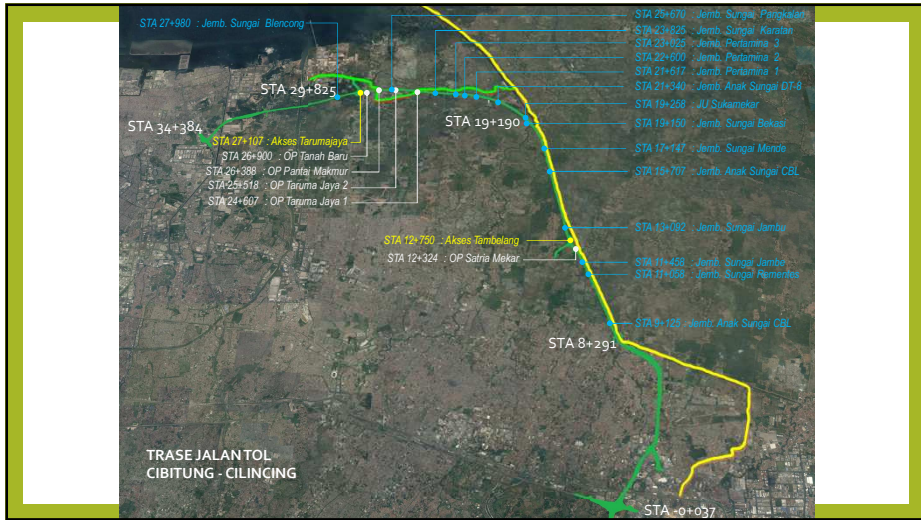 STA 27+980 : Jemb. Sungai Blencong
STA 29+825
STA 34+384
STA 27+107 : Akses Tarumajaya
STA 26+900 : OP Tanah Baru
STA 26+388 : OP Pantai Makmur
STA 25+518 : OP Taruma Jaya 2
STA 24+607 : OP Taruma Jaya 1
STA 19+190
STA 12+750 : Akses Tambelang
STA 12+324 : OP Satria Mekar
STA 8+291
STA 25+670 : Jemb. Sungai Pangkalan
STA 23+825 : Jemb. Sungai Karatan
STA 23+025 : Jemb. Pertamina 3
STA 22+600 : Jemb. Pertamina 2
STA 21+617 : Jemb. Pertamina 1
STA 21+340 : Jemb. Anak Sungai DT-8
STA 19+258 : JU Sukamekar
STA 19+150 : Jemb. Sungai Bekasi
STA 17+147 : Jemb. Sungai Mende
STA 15+767 : Jemb. Anak Sungai CBL
STA 13+092 : Jemb. Sungai Jamba
STA 11+458 : Jemb. Sungai Jambe
STA 11+058 : Jemb. Sungai
STA 9+125 : Jemb. Anak Sungai CBL
TRASE JALAN TOL
CIBITUNG - CILINCING
STA -0+037